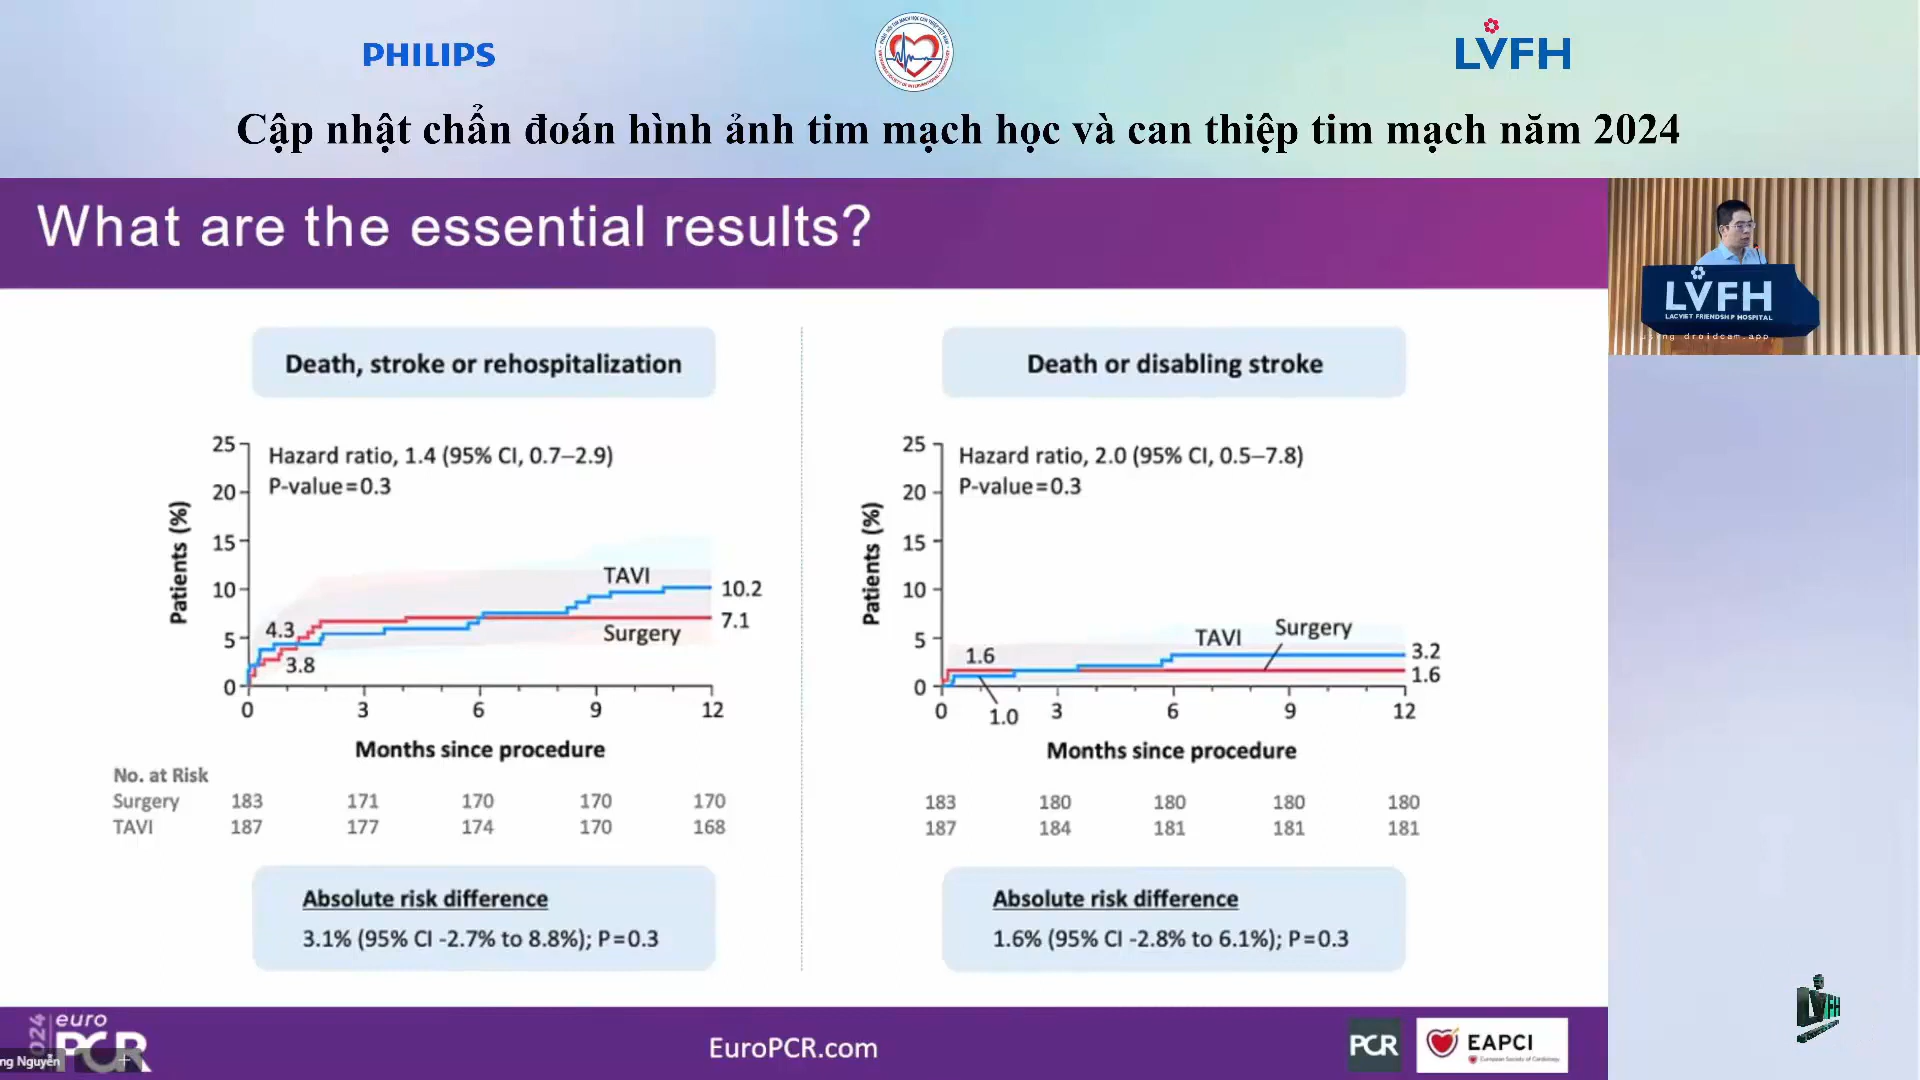 PHILIPS
LVFH
Cập nhật chẩn đoán hình ảnh tim mạch học và can thiệp tim mạch năm 2024
What are the essential results?
LVFH
LACVIET FRIENDSHIP HOSPITAL
using droidcam.app
Death, stroke or rehospitalization
25
20
15
10
5
0
Patients (%)
Hazard ratio, 1.4 (95% CI, 0.7–2.9)
P-value=0.3
TAVI
10.2
7.1
Surgery
4.3
3.8
0 3 6 9 12
Months since procedure
No. at Risk
Surgery 183 171 170 170 170
TAVI 187 177 174 170 168
Absolute risk difference
3.1% (95% CI -2.7% to 8.8%); P=0.3
Death or disabling stroke
25
20
15
10
5
0
Patients (%)
Hazard ratio, 2.0 (95% CI, 0.5–7.8)
P-value=0.3
TAVI
Surgery
3.2
1.6
1.6
1.0
0 3 6 9 12
Months since procedure
183 180 180 180 180
187 184 181 181 181
Absolute risk difference
1.6% (95% CI -2.8% to 6.1%); P=0.3
2024
euro
PCR
ng Nguyễn
EuroPCR.com
PCR
EAPCI
European Society of Cardiology
LVFH